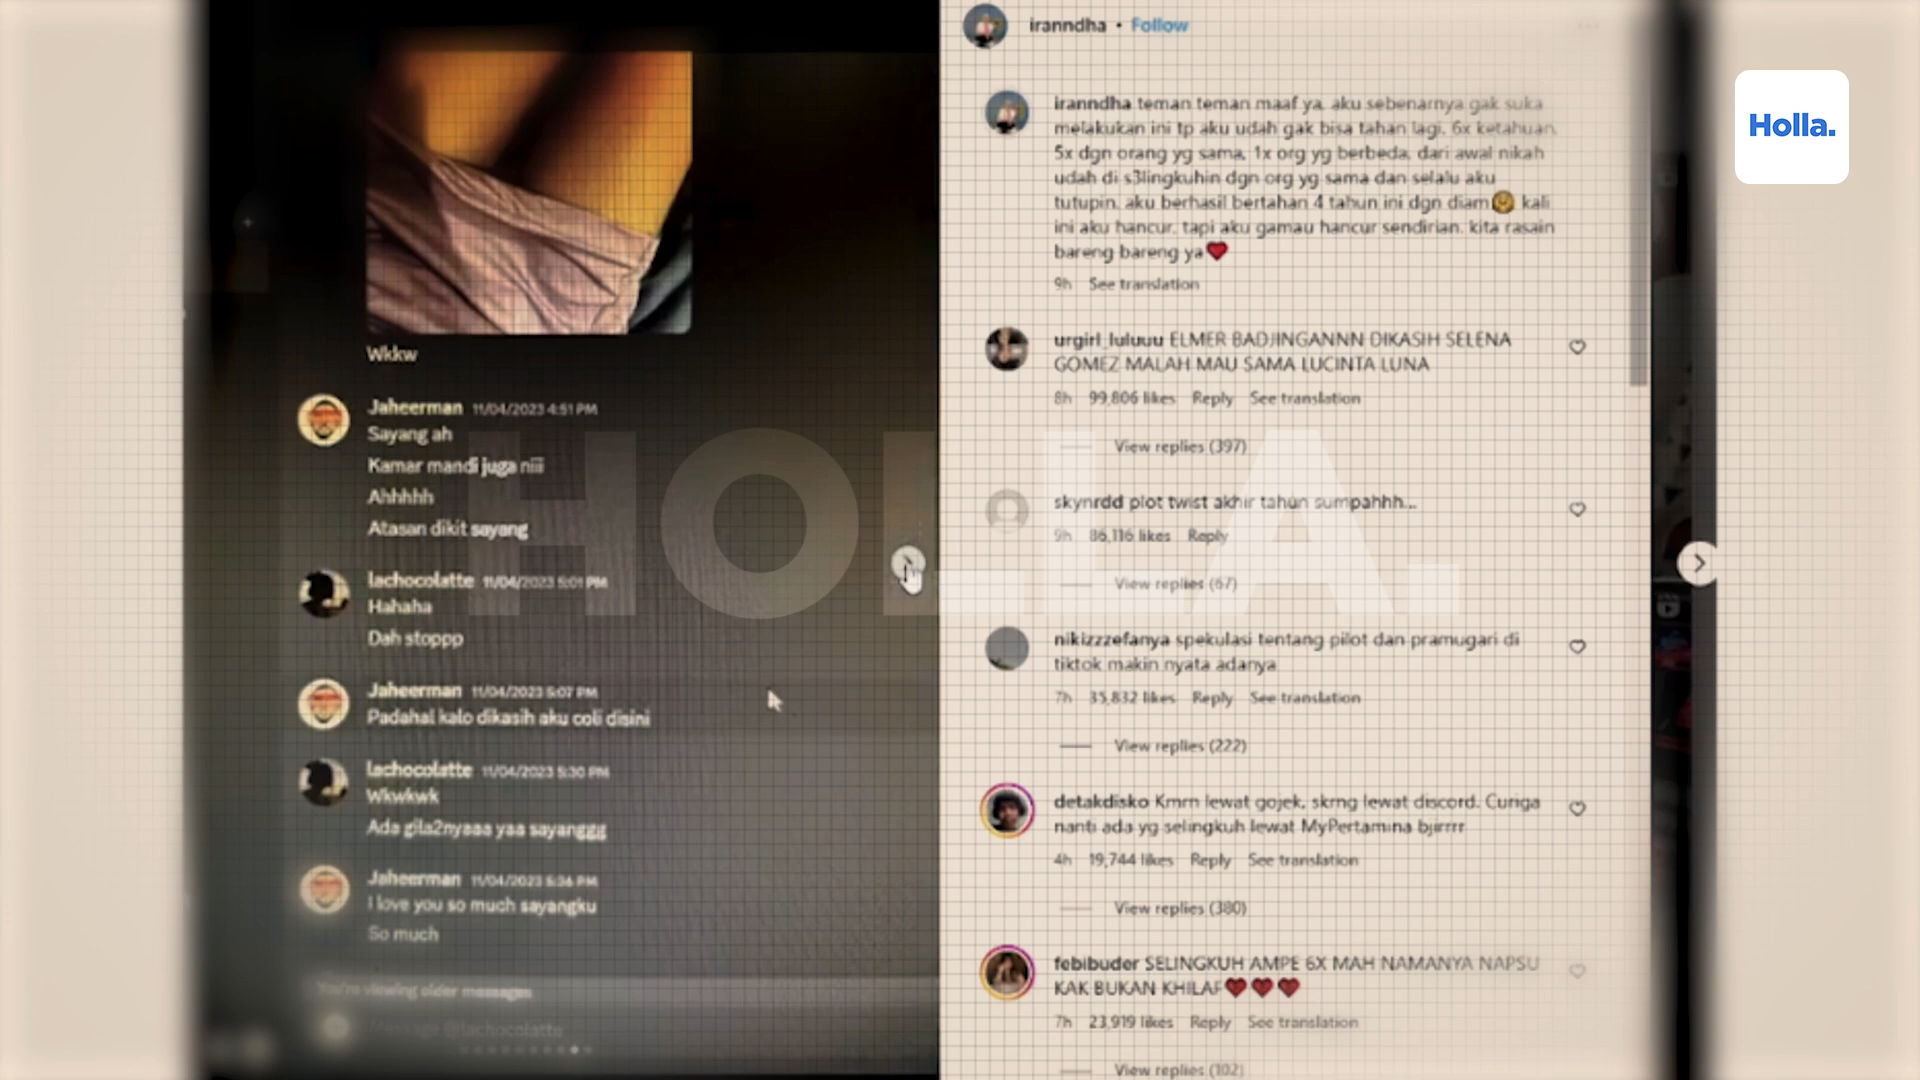 Wkkw
Jaheerman 11/04/2023 4:51 PM
Sayang ah
Kamar mandi juga niii
Ahhhhh
Atasan dikit sayang
lachocolatte 11/04/2023 5:01 PM
Hahaha
Dah stoppp
Jaheerman 11/04/2023 5:07 PM
Padahal kalo dikasih aku coli disini
lachocolatte 11/04/2023 5:30 PM
Wkwkwk
Ada gila2nyaaa yaa sayanggg
Jaheerman 11/04/2023 5:36 PM
I love you so much sayangku
So much
You're viewing older messages
Message @lachocolatte
iranndha • Follow
iranndha teman teman maaf ya, aku sebenarnya gak suka
melakukan ini tp aku udah gak bisa tahan lagi. 6x ketahuan,
5x dgn orang yg sama, 1x org yg berbeda, dari awal nikah
udah di s3lingkuhin dgn org yg sama dan selalu aku
tutupin. aku berhasil bertahan 4 tahun ini dgn diam kali
ini aku hancur. tapi aku gamau hancur sendirian. kita rasain
bareng bareng ya❤️
9h See translation
urgirl_luluuu ELMER BADJINGANNN DIKASIH SELENA
GOMEZ MALAH MAU SAMA LUCINTA LUNA
8h 99,806 likes Reply See translation
View replies (397)
skynrdd plot twist akhir tahun sumpahhh...
9h 86,116 likes Reply
View replies (67)
nikizzzefanya spekulasi tentang pilot dan pramugari di
tiktok makin nyata adanya
7h 35,832 likes Reply See translation
View replies (222)
detakdisko Kmrn lewat gojek, skrng lewat discord. Curiga
nanti ada yg selingkuh lewat MyPertamina bjirrrr
4h 19,744 likes Reply See translation
View replies (380)
febibuder SELINGKUH AMPE 6X MAH NAMANYA NAPSU
KAK BUKAN KHILAF❤️❤️❤️
7h 23,919 likes Reply See translation
View replies (102)
Holla.
HOLLA.